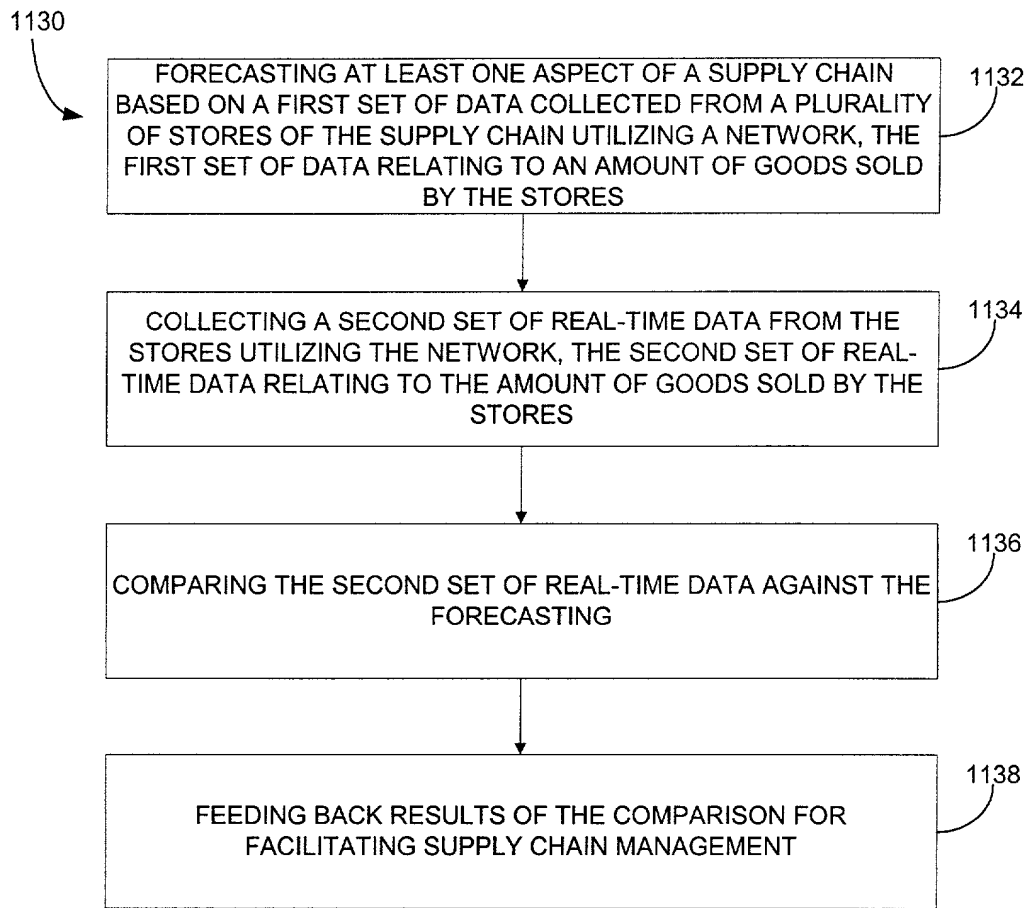 1130
FORECASTING AT LEAST ONE ASPECT OF A SUPPLY CHAIN
BASED ON A FIRST SET OF DATA COLLECTED FROM A PLURALITY
OF STORES OF THE SUPPLY CHAIN UTILIZING A NETWORK, THE
FIRST SET OF DATA RELATING TO AN AMOUNT OF GOODS SOLD
BY THE STORES
1132
COLLECTING A SECOND SET OF REAL-TIME DATA FROM THE
STORES UTILIZING THE NETWORK, THE SECOND SET OF REAL-
TIME DATA RELATING TO THE AMOUNT OF GOODS SOLD BY THE
STORES
1134
COMPARING THE SECOND SET OF REAL-TIME DATA AGAINST THE
FORECASTING
1136
FEEDING BACK RESULTS OF THE COMPARISON FOR
FACILITATING SUPPLY CHAIN MANAGEMENT
1138